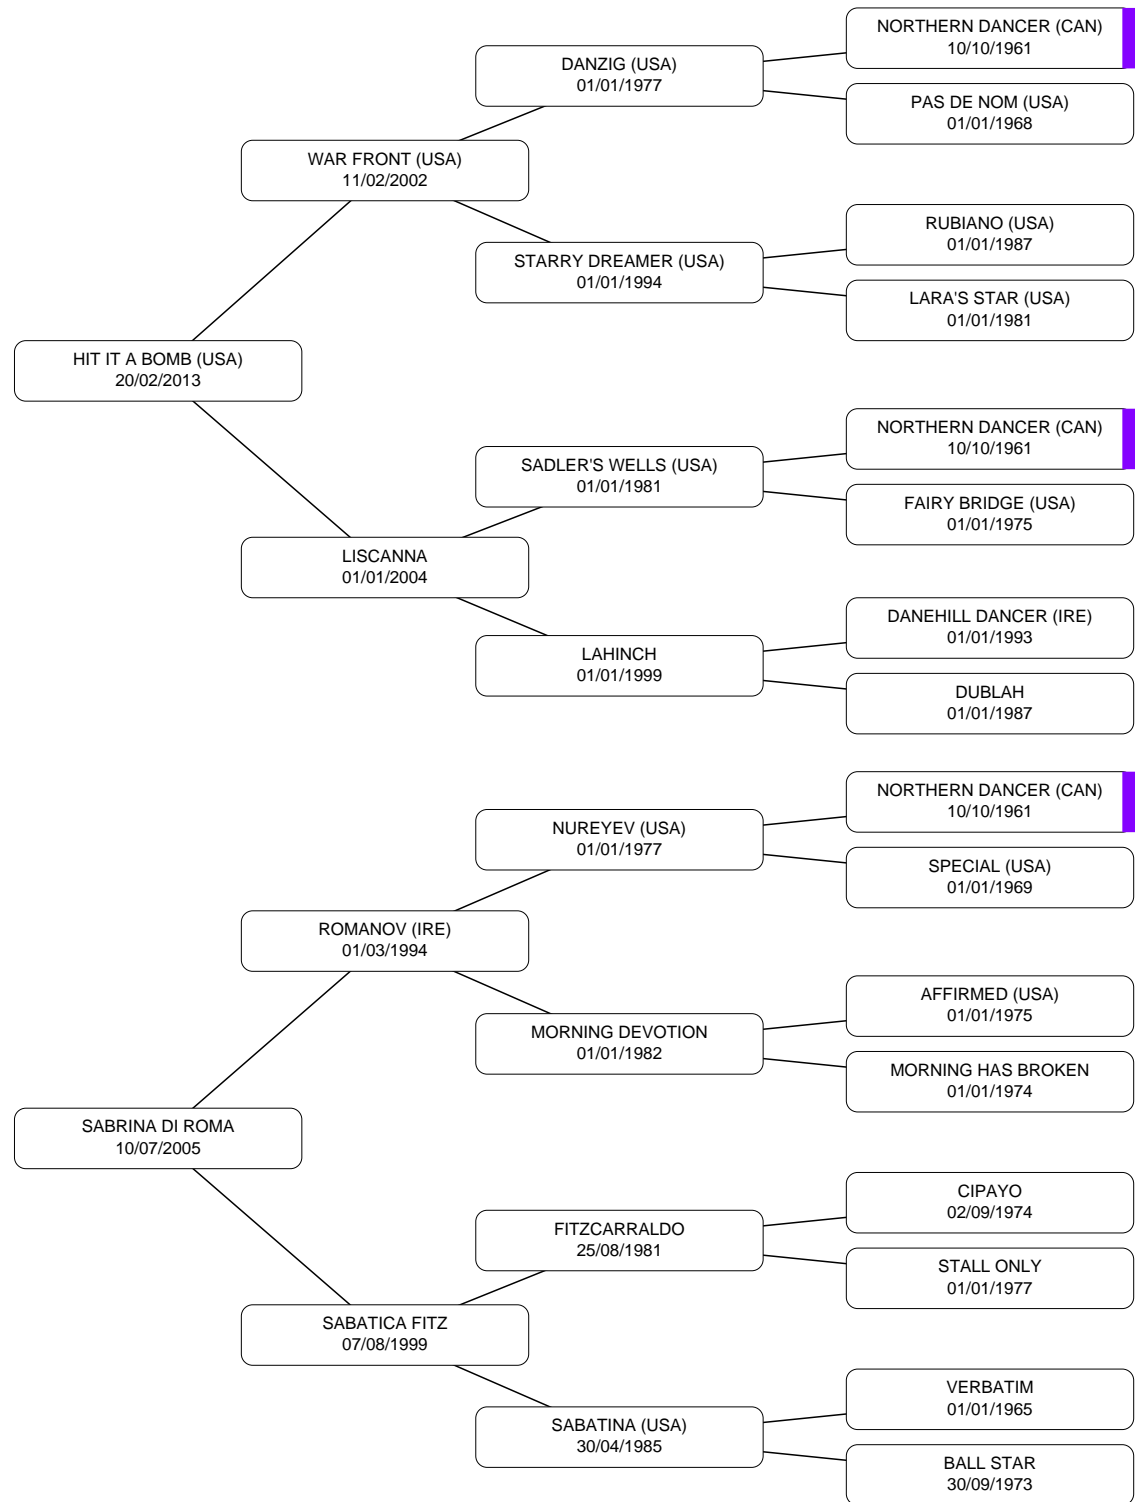 NORTHERN DANCER (CAN)
10/10/1961
DANZIG (USA)
01/01/1977
PAS DE NOM (USA)
01/01/1968
WAR FRONT (USA)
11/02/2002
RUBIANO (USA)
01/01/1987
STARRY DREAMER (USA)
01/01/1994
LARA'S STAR (USA)
01/01/1981
HIT IT A BOMB (USA)
20/02/2013
NORTHERN DANCER (CAN)
10/10/1961
SADLER'S WELLS (USA)
01/01/1981
FAIRY BRIDGE (USA)
01/01/1975
LISCANNA
01/01/2004
DANEHILL DANCER (IRE)
01/01/1993
LAHINCH
01/01/1999
DUBLAH
01/01/1987
NORTHERN DANCER (CAN)
10/10/1961
NUREYEV (USA)
01/01/1977
SPECIAL (USA)
01/01/1969
ROMANOV (IRE)
01/03/1994
AFFIRMED (USA)
01/01/1975
MORNING DEVOTION
01/01/1982
MORNING HAS BROKEN
01/01/1974
SABRINA DI ROMA
10/07/2005
CIPAYO
02/09/1974
FITZCARRALDO
25/08/1981
STALL ONLY
01/01/1977
SABATICA FITZ
07/08/1999
VERBATIM
01/01/1965
SABATINA (USA)
30/04/1985
BALL STAR
30/09/1973